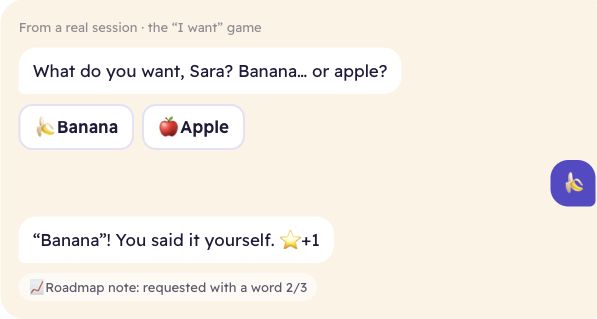 From a real session · the “I want” game
What do you want, Sara? Banana… or apple?
🍌Banana
🍎Apple
🍌
“Banana”! You said it yourself. ⭐+1
📈Roadmap note: requested with a word 2/3